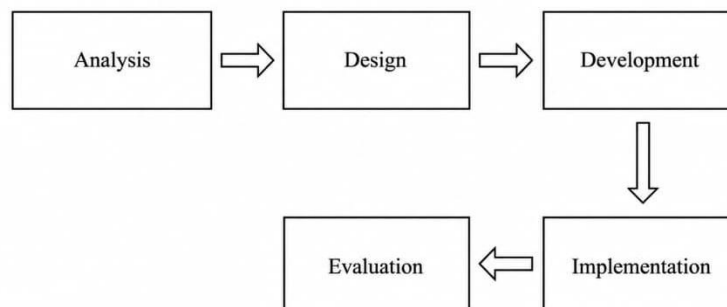 Analysis
Design
Development
Implementation
Evaluation